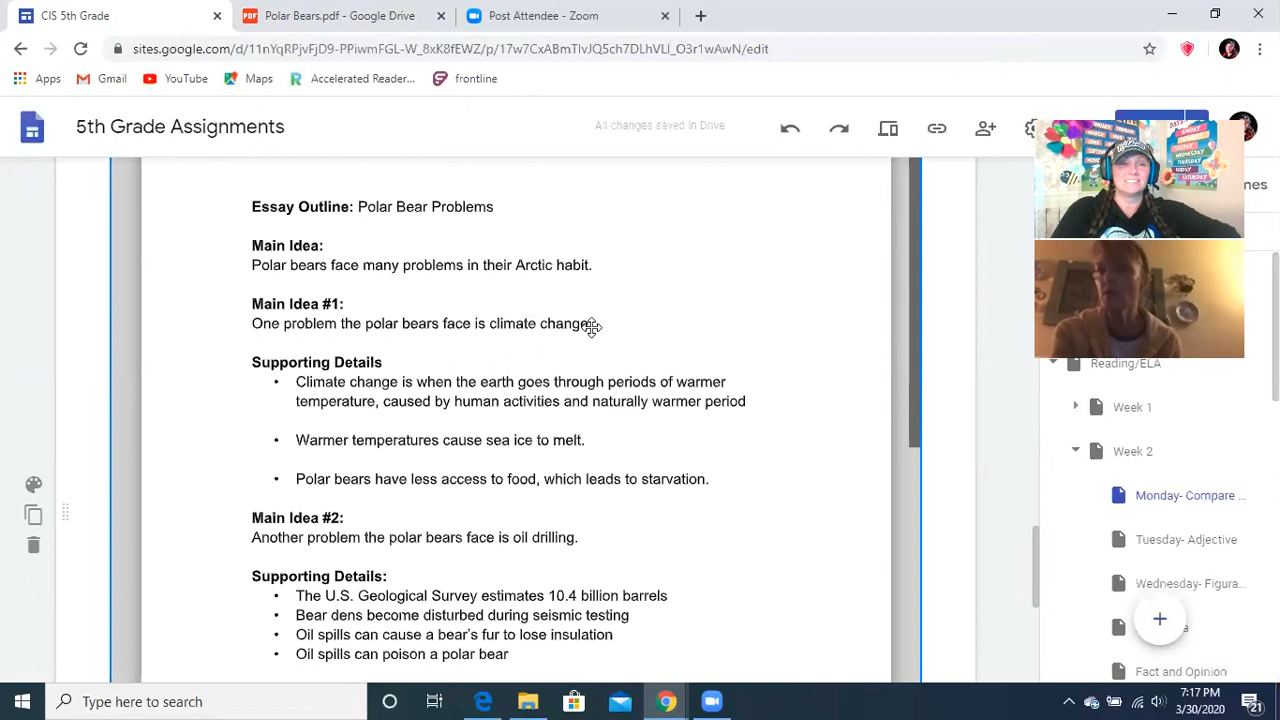 CIS 5th Grade
Polar Bears.pdf - Google Drive
Post Attendee - Zoom
sites.google.com/d/11nYqRPjvFjD9-PPiwmFGL-W_8xK8fEWZ/p/17w7CxABmTlvJQ5ch7DLhVLl_O3r1wAwN/edit
Apps
Gmail
YouTube
Maps
Accelerated Reader...
frontline
5th Grade Assignments
All changes saved in Drive
Essay Outline: Polar Bear Problems
Main Idea:
Polar bears face many problems in their Arctic habit.
Main Idea #1:
One problem the polar bears face is climate change
Supporting Details
• Climate change is when the earth goes through periods of warmer
temperature, caused by human activities and naturally warmer period
• Warmer temperatures cause sea ice to melt.
• Polar bears have less access to food, which leads to starvation.
Main Idea #2:
Another problem the polar bears face is oil drilling.
Supporting Details:
• The U.S. Geological Survey estimates 10.4 billion barrels
• Bear dens become disturbed during seismic testing
• Oil spills can cause a bear's fur to lose insulation
• Oil spills can poison a polar bear
Reading/ELA
Week 1
Week 2
Monday- Compare ...
Tuesday- Adjective
Wednesday- Figura...
Fact and Opinion
Type here to search
7:17 PM
3/30/2020
21